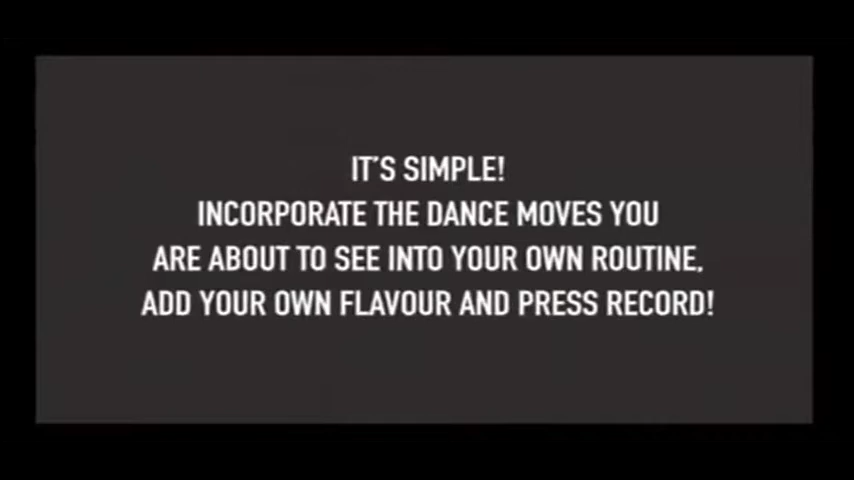 IT'S SIMPLE!
INCORPORATE THE DANCE MOVES YOU
ARE ABOUT TO SEE INTO YOUR OWN ROUTINE,
ADD YOUR OWN FLAVOUR AND PRESS RECORD!